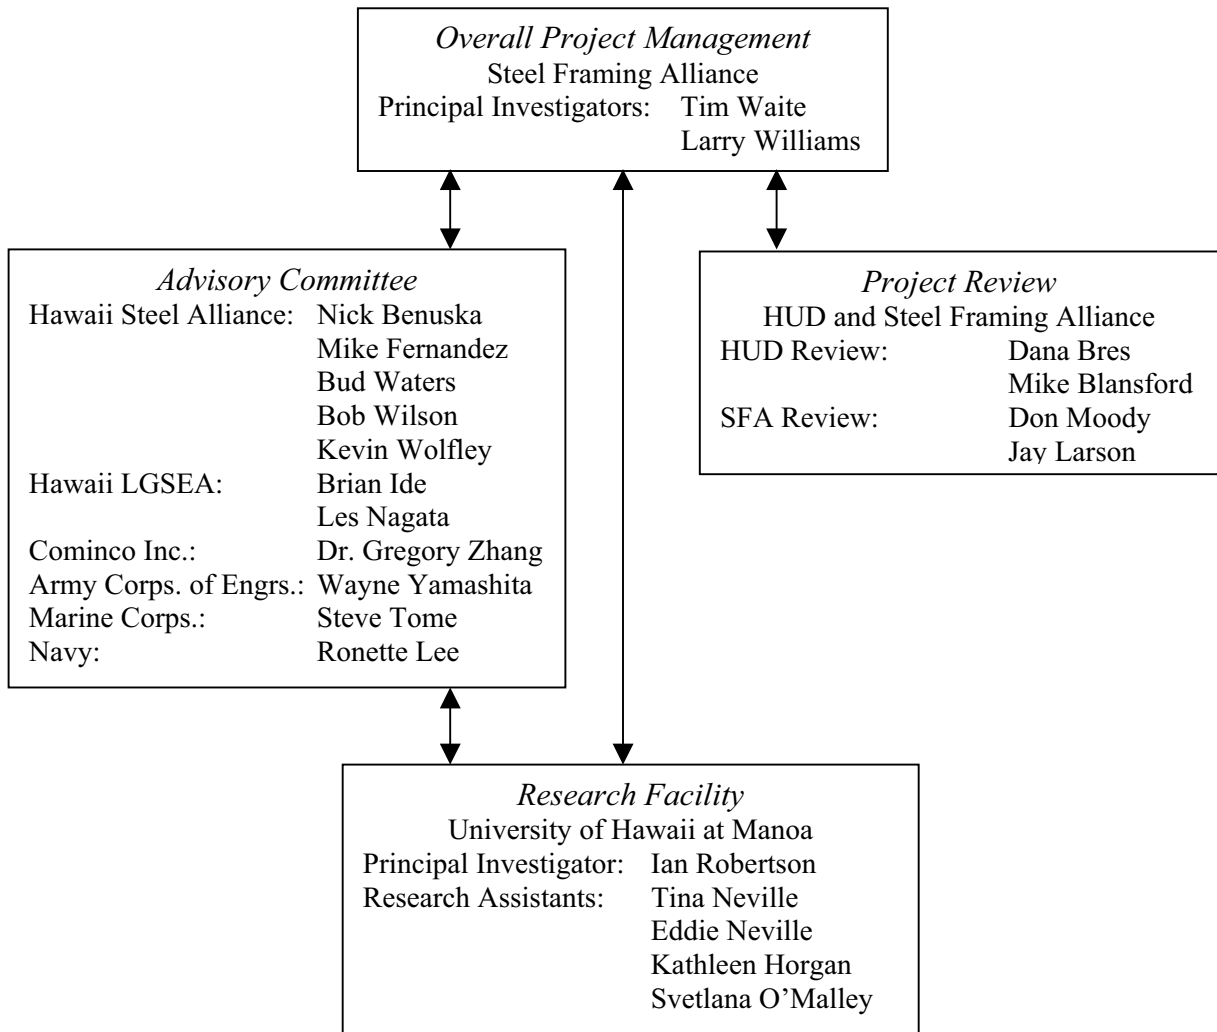 Overall Project Management
Steel Framing Alliance
Principal Investigators: Tim Waite
Larry Williams
Advisory Committee
Hawaii Steel Alliance: Nick Benuska
Mike Fernandez
Bud Waters
Bob Wilson
Kevin Wolfley
Hawaii LGSEA: Brian Ide
Les Nagata
Cominco Inc.: Dr. Gregory Zhang
Army Corps. of Engrs.: Wayne Yamashita
Marine Corps.: Steve Tome
Navy: Ronette Lee
Project Review
HUD and Steel Framing Alliance
HUD Review: Dana Bres
Mike Blansford
SFA Review: Don Moody
Jay Larson
Research Facility
University of Hawaii at Manoa
Principal Investigator: Ian Robertson
Research Assistants: Tina Neville
Eddie Neville
Kathleen Horgan
Svetlana O’Malley